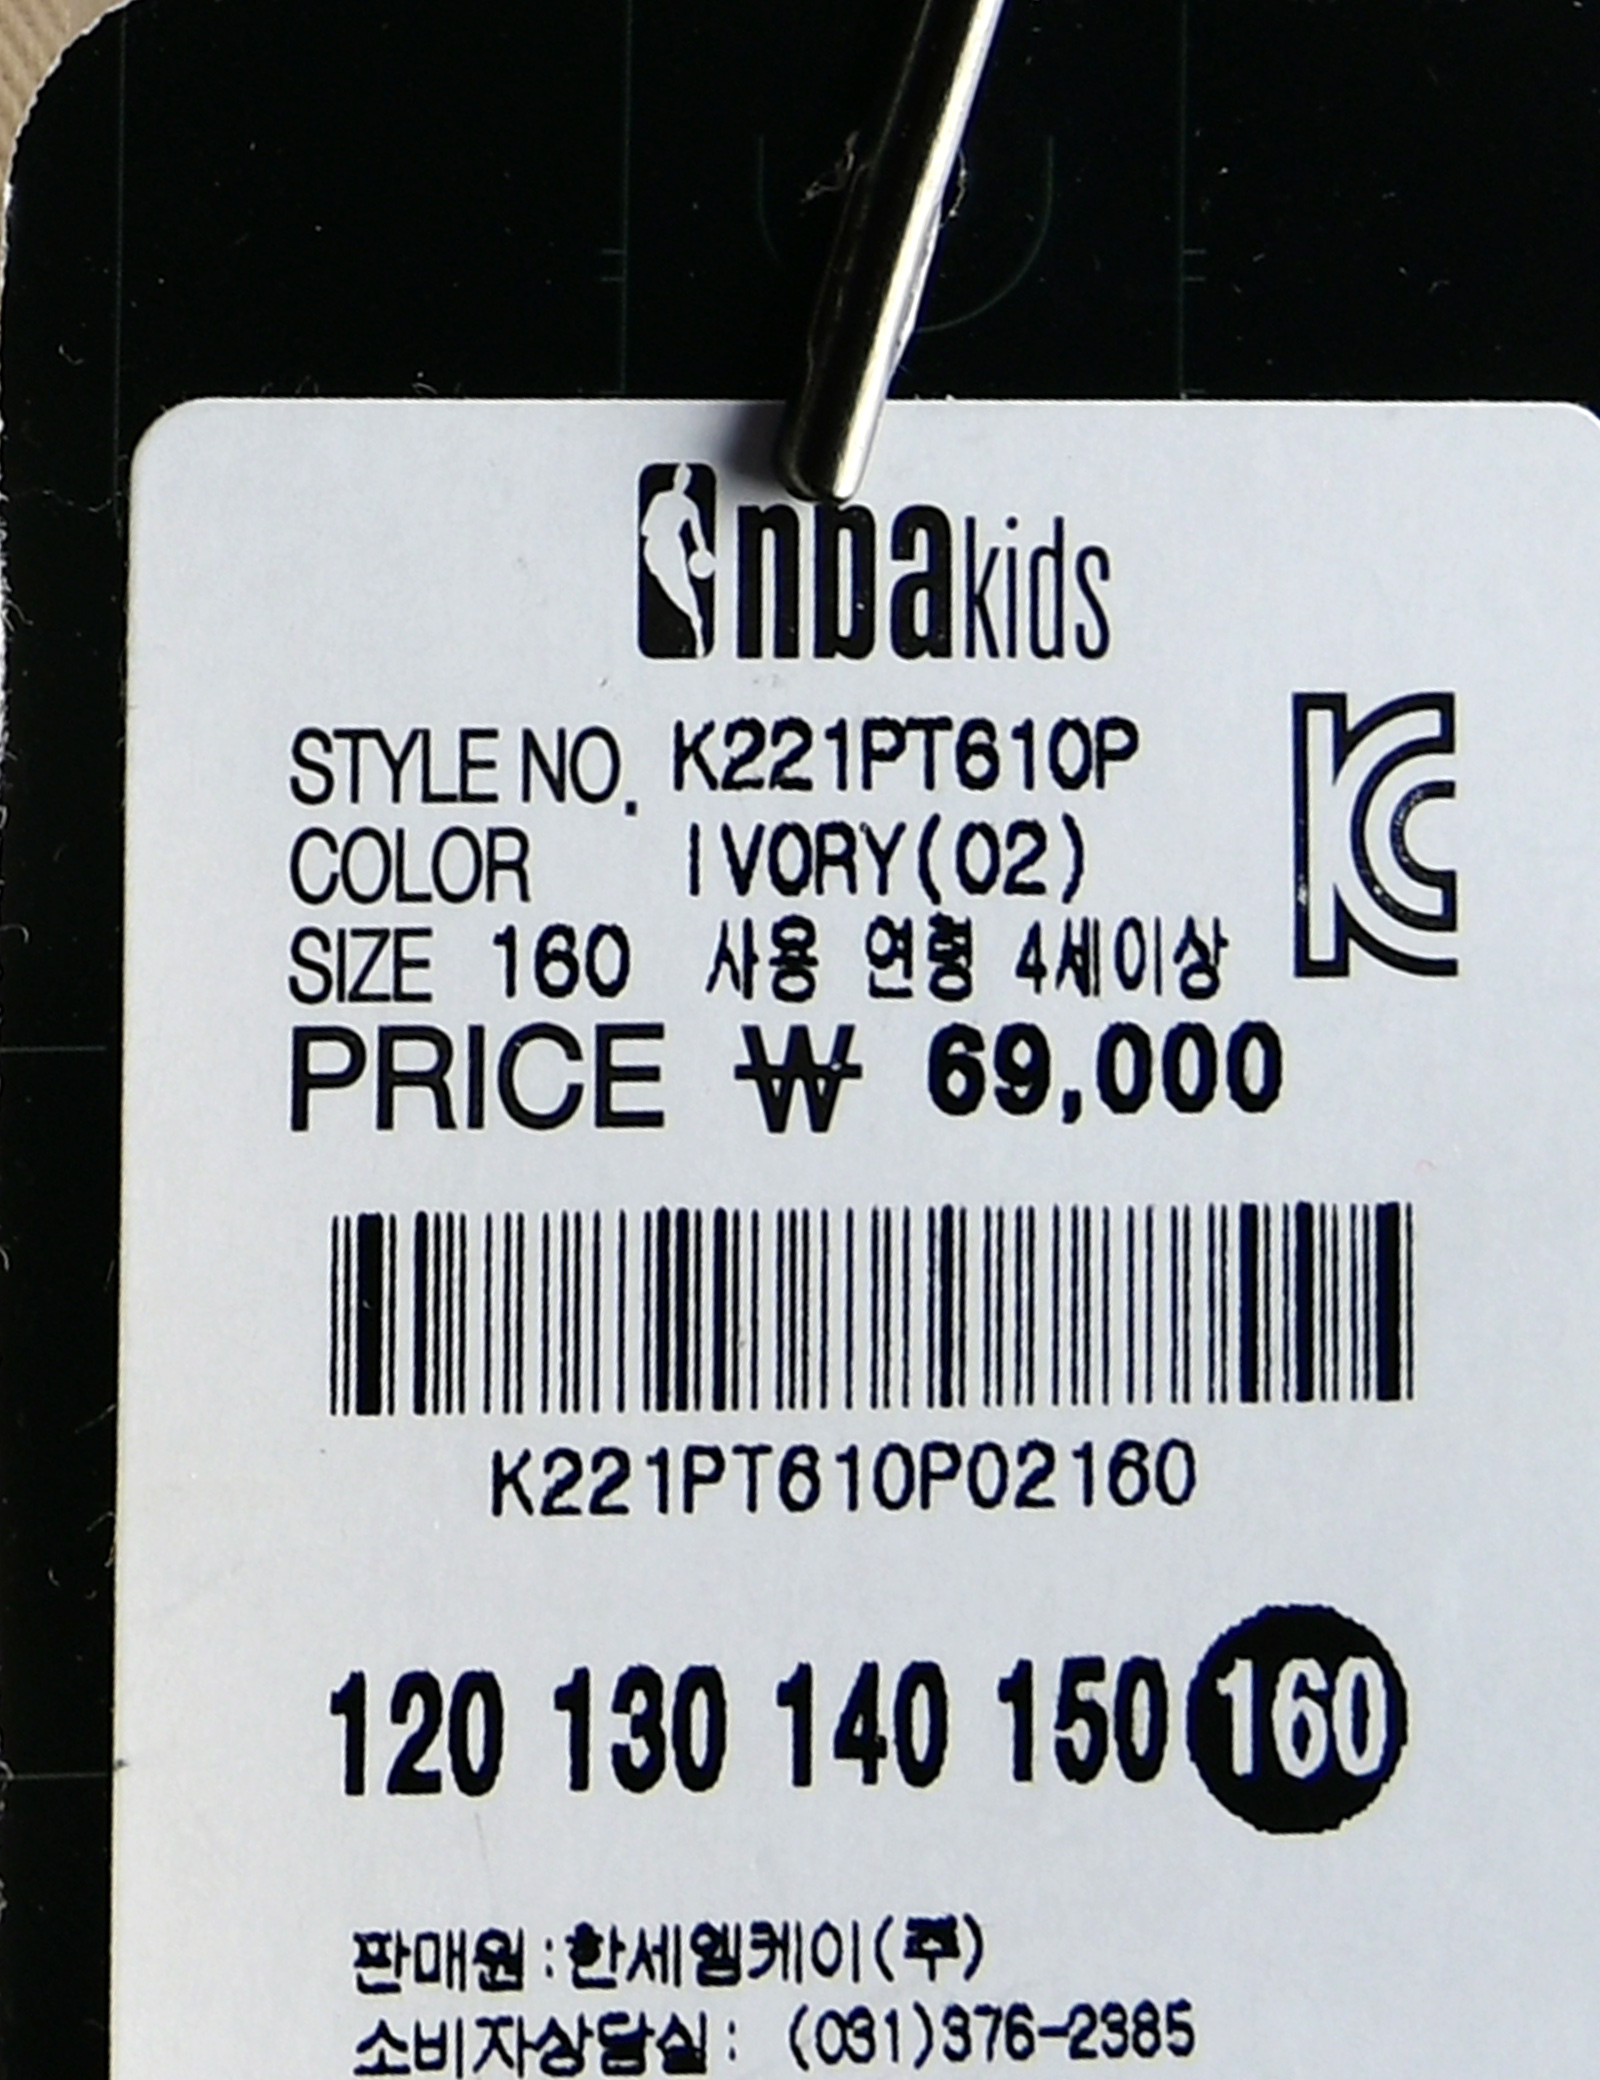 nba kids
STYLE NO. K221PT610P
COLOR IVORY(02)
SIZE 160 사용 연령 4세이상
PRICE ₩ 69,000
K221PT610P02160
120 130 140 150 160
판매원:한세엠케이(주)
소비자상담실: (031)376-2385